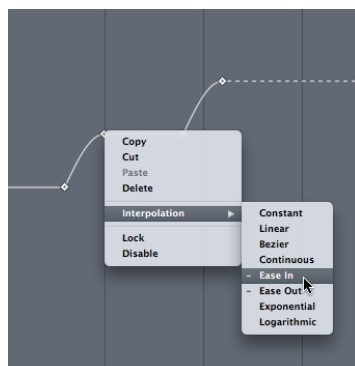 Copy
Cut
Paste
Delete
Interpolation
Lock
Disable
Constant
Linear
Bezier
Continuous
– Ease In
– Ease Out
Exponential
Logarithmic